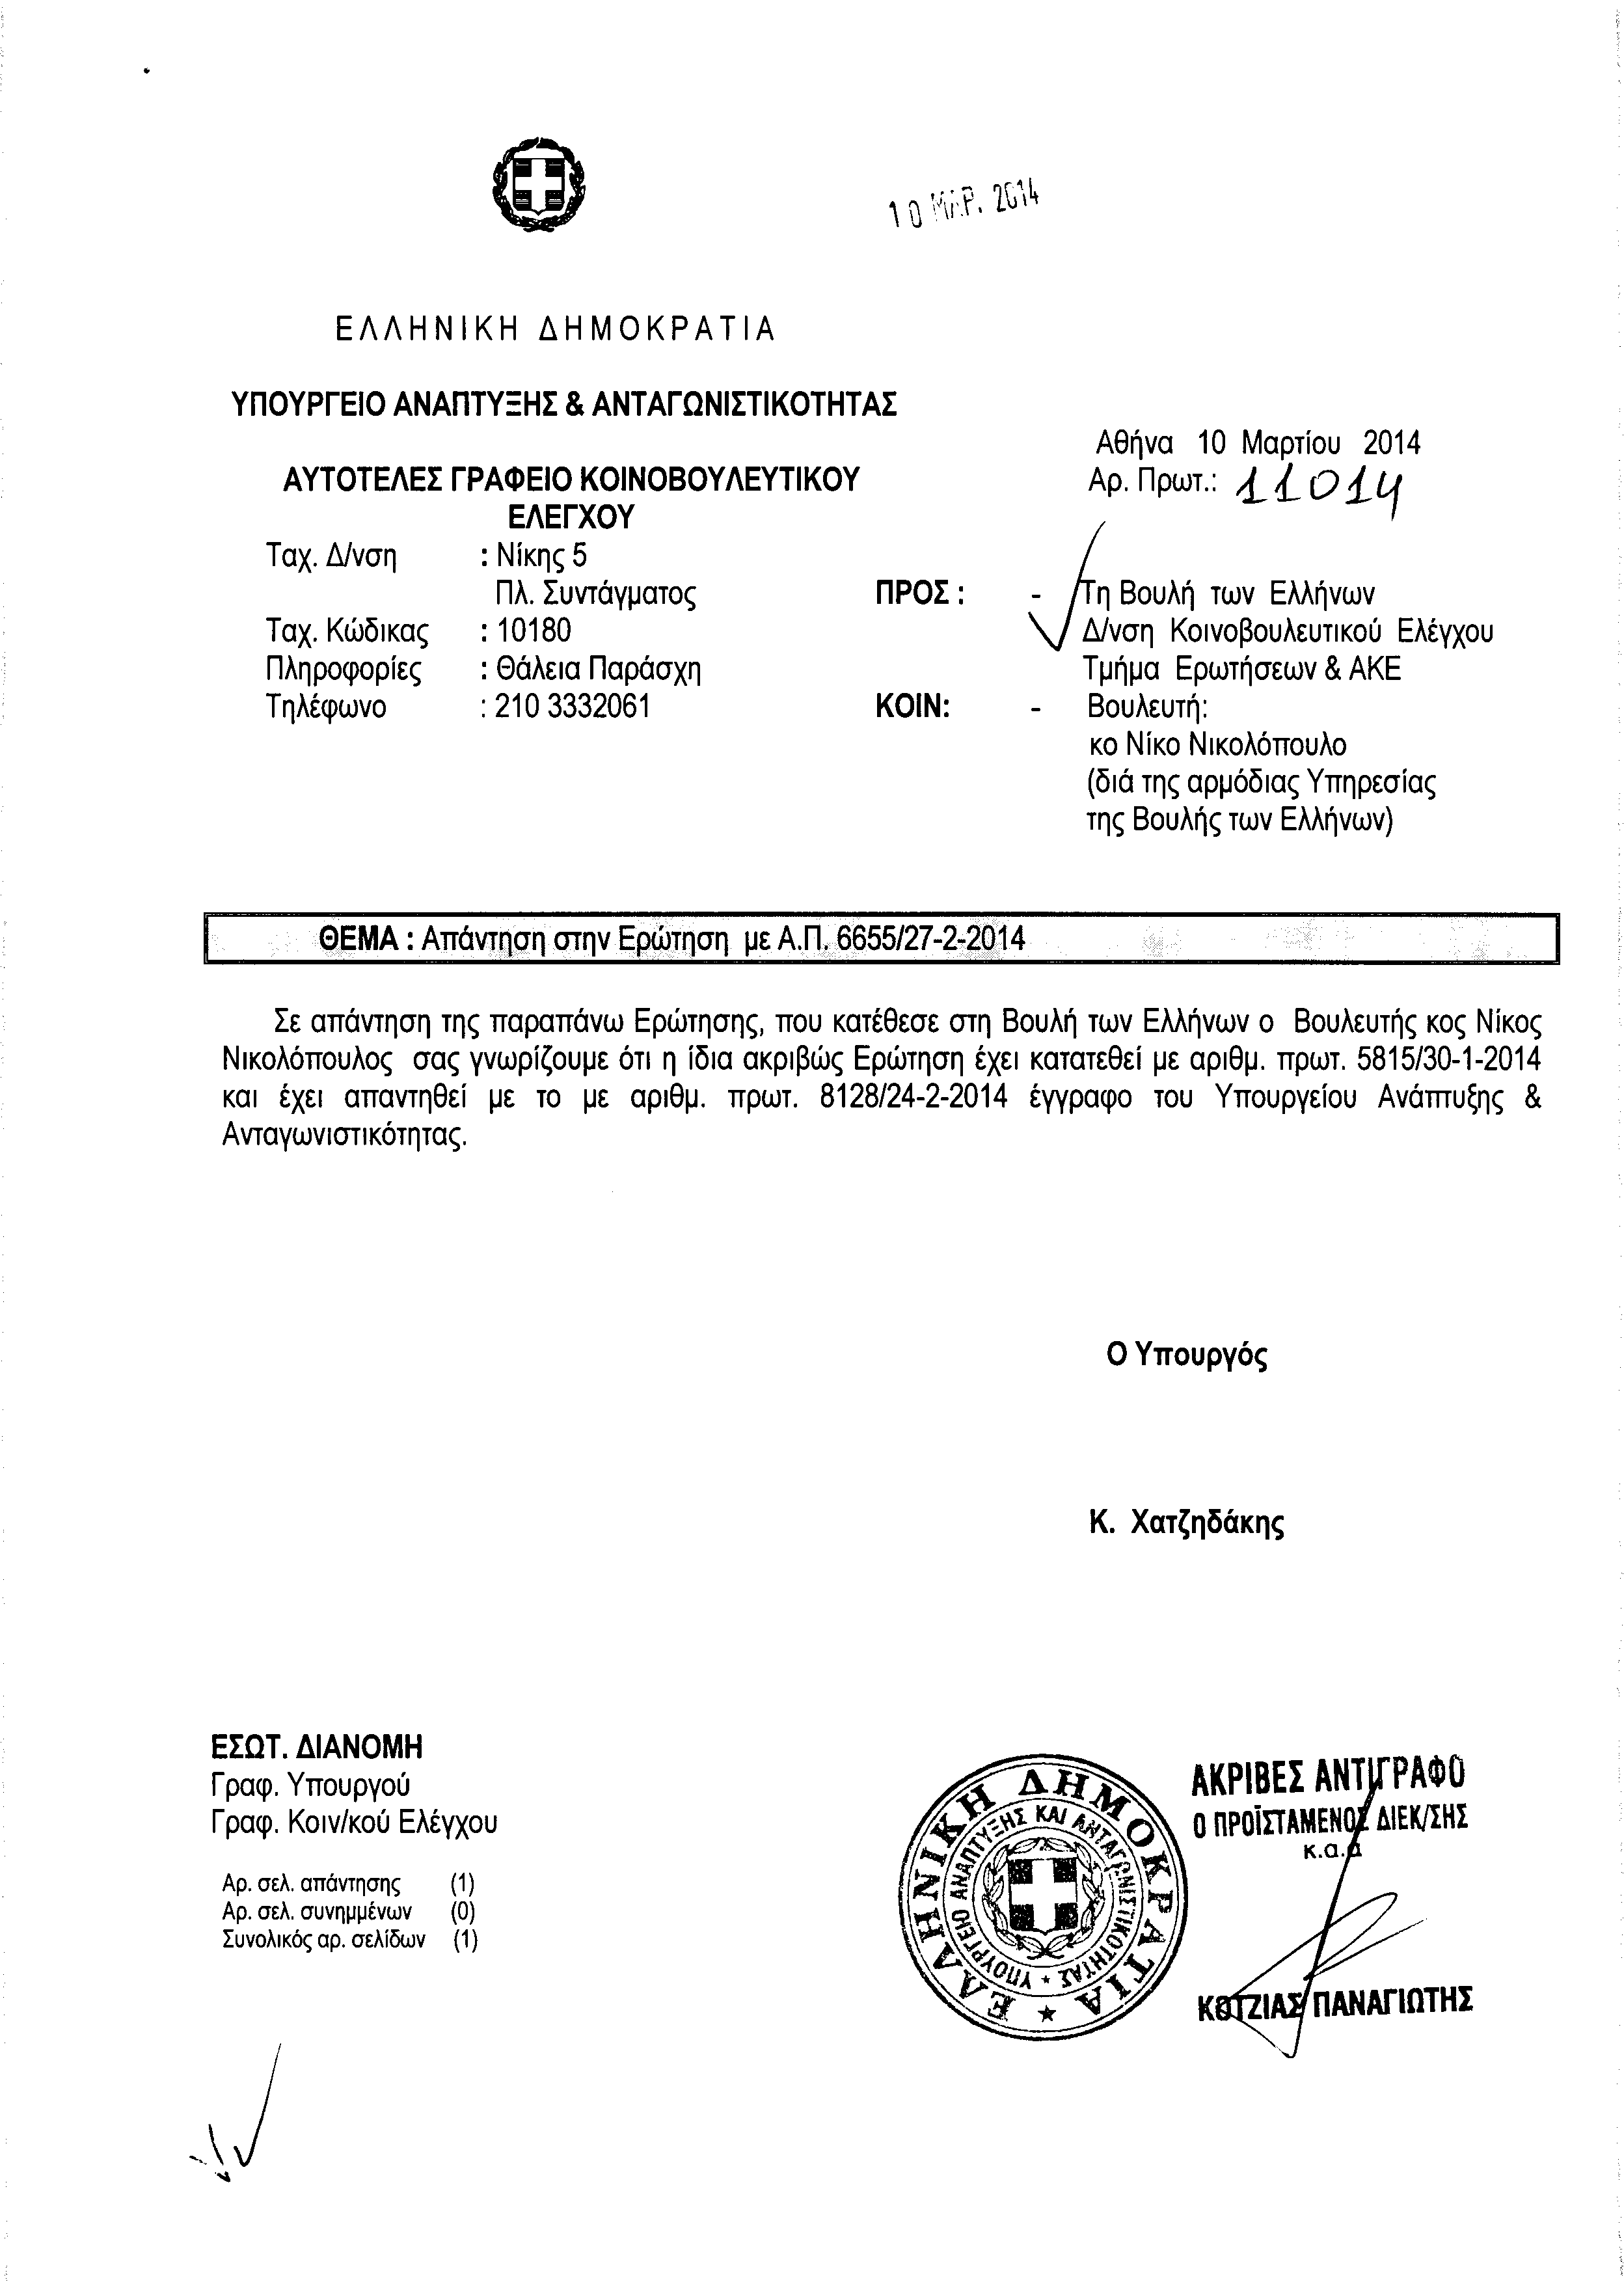 10 ΜΑΡ. 2014
ΕΛΛΗΝΙΚΗ ΔΗΜΟΚΡΑΤΙΑ
ΥΠΟΥΡΓΕΙΟ ΑΝΑΠΤΥΞΗΣ & ΑΝΤΑΓΩΝΙΣΤΙΚΟΤΗΤΑΣ
Αθήνα 10 Μαρτίου 2014
ΑΥΤΟΤΕΛΕΣ ΓΡΑΦΕΙΟ ΚΟΙΝΟΒΟΥΛΕΥΤΙΚΟΥ
Αρ. Πρωτ.: 11014
ΕΛΕΓΧΟΥ
Ταχ. Δ/νση : Νίκης 5
Πλ. Συντάγματος
Ταχ. Κώδικας : 10180
Πληροφορίες : Θάλεια Παράσχη
Τηλέφωνο : 210 3332061
ΠΡΟΣ : - Τη Βουλή των Ελλήνων
Δ/νση Κοινοβουλευτικού Ελέγχου
Τμήμα Ερωτήσεων & ΑΚΕ
ΚΟΙΝ: - Βουλευτή:
κο Νίκο Νικολόπουλο
(διά της αρμόδιας Υπηρεσίας
της Βουλής των Ελλήνων)
ΘΕΜΑ : Απάντηση στην Ερώτηση με Α.Π. 6655/27-2-2014
Σε απάντηση της παραπάνω Ερώτησης, που κατέθεσε στη Βουλή των Ελλήνων ο Βουλευτής κος Νίκος
Νικολόπουλος σας γνωρίζουμε ότι η ίδια ακριβώς Ερώτηση έχει κατατεθεί με αριθμ. πρωτ. 5815/30-1-2014
και έχει απαντηθεί με το με αριθμ. πρωτ. 8128/24-2-2014 έγγραφο του Υπουργείου Ανάπτυξης &
Ανταγωνιστικότητας.
Ο Υπουργός
Κ. Χατζηδάκης
ΕΣΩΤ. ΔΙΑΝΟΜΗ
Γραφ. Υπουργού
Γραφ. Κοιν/κού Ελέγχου
Αρ. σελ. απάντησης (1)
Αρ. σελ. συνημμένων (0)
Συνολικός αρ. σελίδων (1)
ΕΛΛΗΝΙΚΗ ΔΗΜΟΚΡΑΤΙΑ
ΥΠΟΥΡΓΕΙΟ ΑΝΑΠΤΥΞΗΣ ΚΑΙ ΑΝΤΑΓΩΝΙΣΤΙΚΟΤΗΤΑΣ
ΑΚΡΙΒΕΣ ΑΝΤΙΓΡΑΦΟ
Ο ΠΡΟΪΣΤΑΜΕΝΟΣ ΔΙΕΚ/ΣΗΣ
κ.α.α
ΚΟΤΖΙΑΣ ΠΑΝΑΓΙΩΤΗΣ